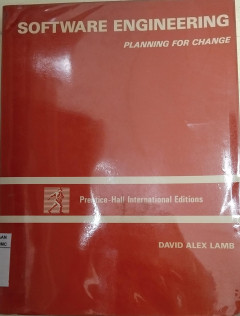 SOFTWARE ENGINEERING
PLANNING FOR CHANGE
Prentice-Hall International Editions
DAVID ALEX LAMB